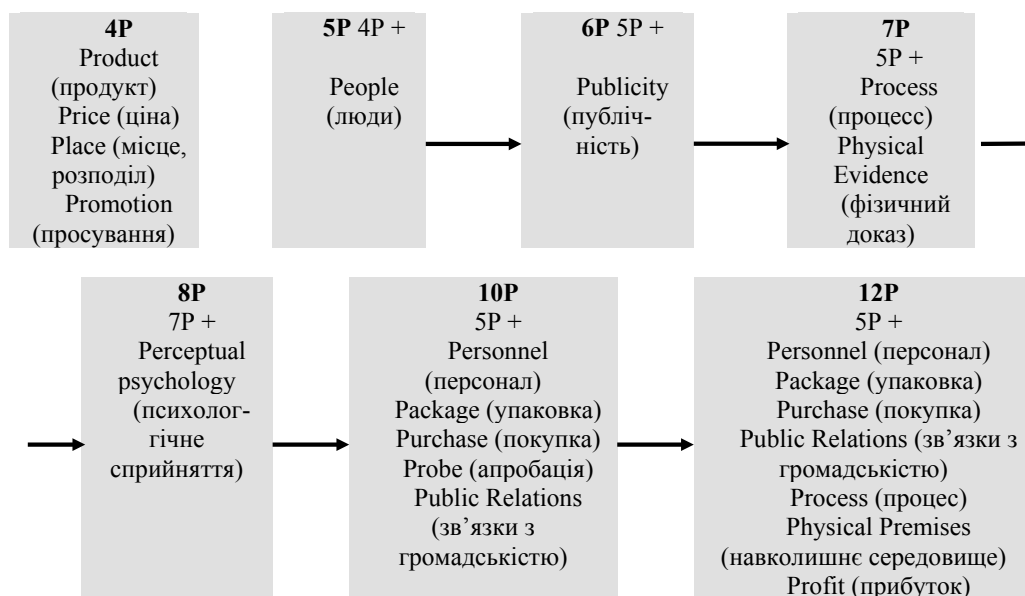 4P
Product
(продукт)
Price (ціна)
Place (місце,
розподіл)
Promotion
(просування)
5P 4P +
People
(люди)
6P 5P +
Publicity
(публіч-
ність)
7P
5P +
Process
(процесс)
Physical
Evidence
(фізичний
доказ)
8P
7P +
Perceptual
psychology
(психолог-
гічне
сприйняття)
10P
5P +
Personnel
(персонал)
Package (упаковка)
Purchase (покупка)
Probe (апробація)
Public Relations
(зв’язки з
громадськістю)
12P
5P +
Personnel (персонал)
Package (упаковка)
Purchase (покупка)
Public Relations (зв’язки з
громадськістю)
Process (процес)
Physical Premises
(навколишнє середовище)
Profit (прибуток)